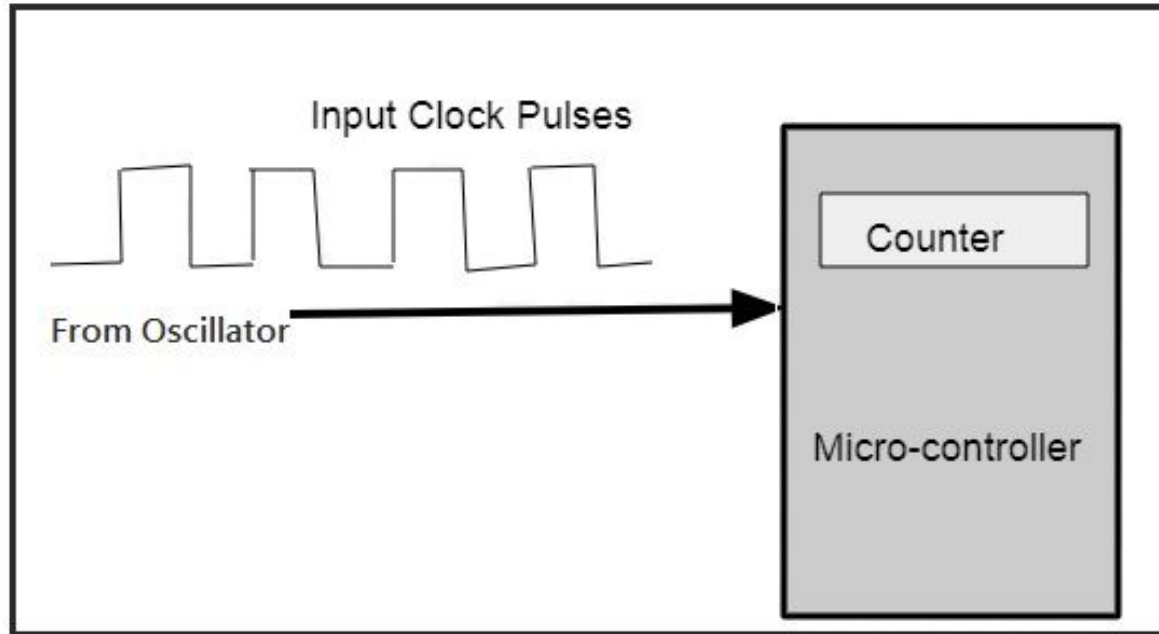 Input Clock Pulses
Counter
From Oscillator
Micro-controller